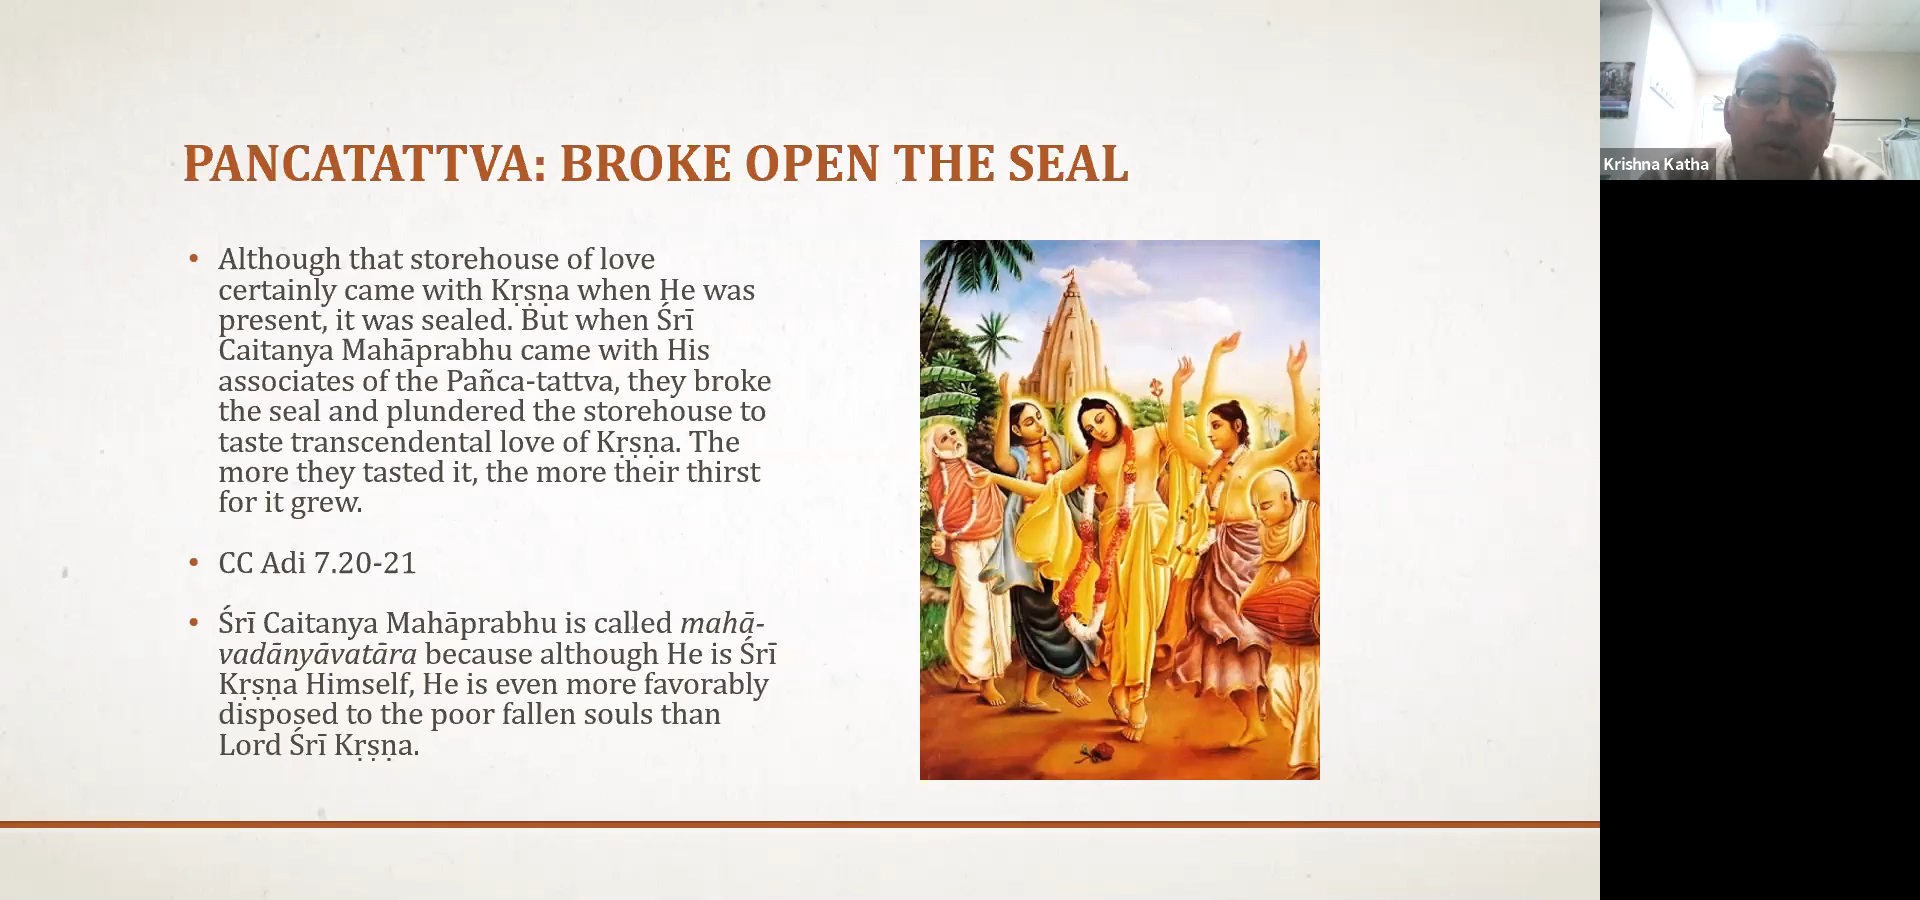 PANCATATTVA: BROKE OPEN THE SEAL
• Although that storehouse of love
certainly came with Kṛṣṇa when He was
present, it was sealed. But when Śrī
Caitanya Mahāprabhu came with His
associates of the Pañca-tattva, they broke
the seal and plundered the storehouse to
taste transcendental love of Kṛṣṇa. The
more they tasted it, the more their thirst
for it grew.
• CC Adi 7.20-21
• Śrī Caitanya Mahāprabhu is called mahā-
vadānyāvatāra because although He is Śrī
Kṛṣṇa Himself, He is even more favorably
disposed to the poor fallen souls than
Lord Śrī Kṛṣṇa.
Krishna Katha